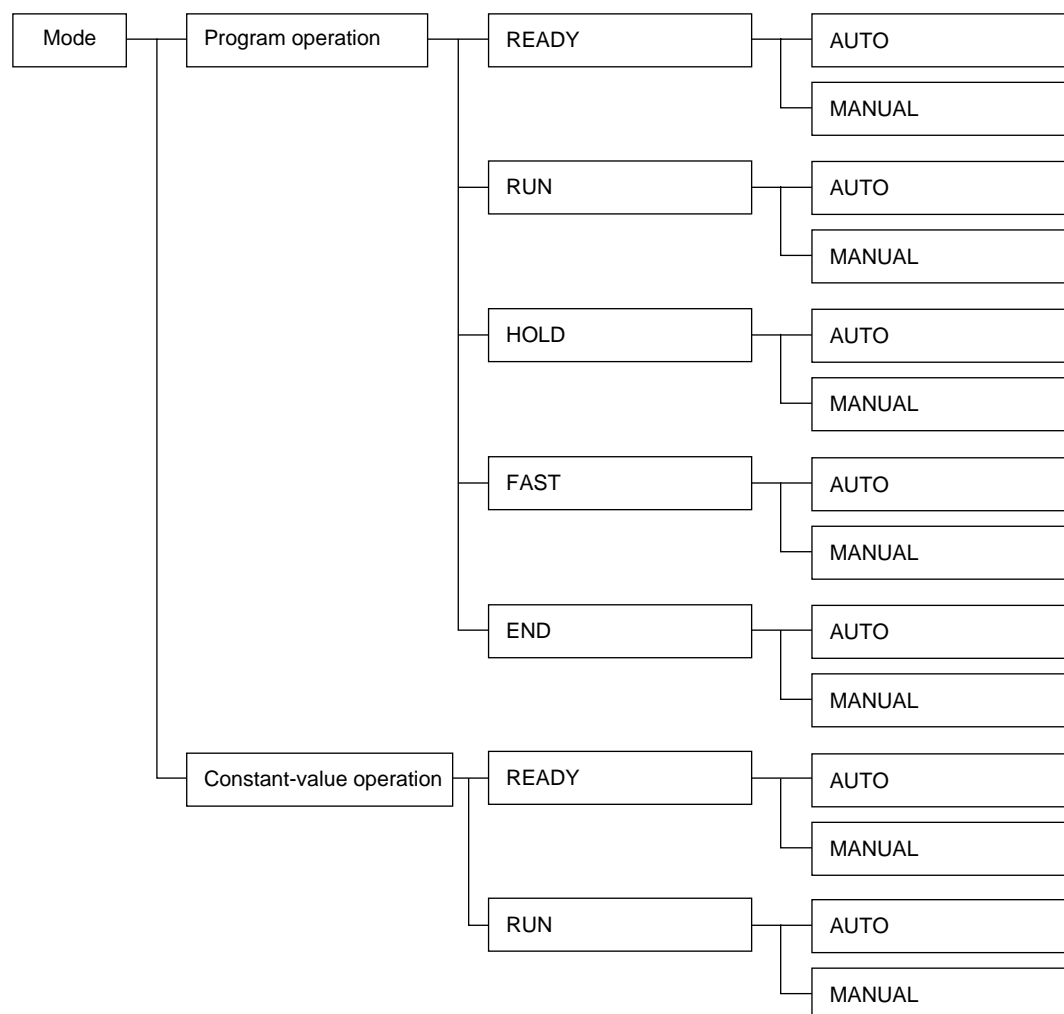 Mode
Program operation
READY
AUTO
MANUAL
RUN
AUTO
MANUAL
HOLD
AUTO
MANUAL
FAST
AUTO
MANUAL
END
AUTO
MANUAL
Constant-value operation
READY
AUTO
MANUAL
RUN
AUTO
MANUAL